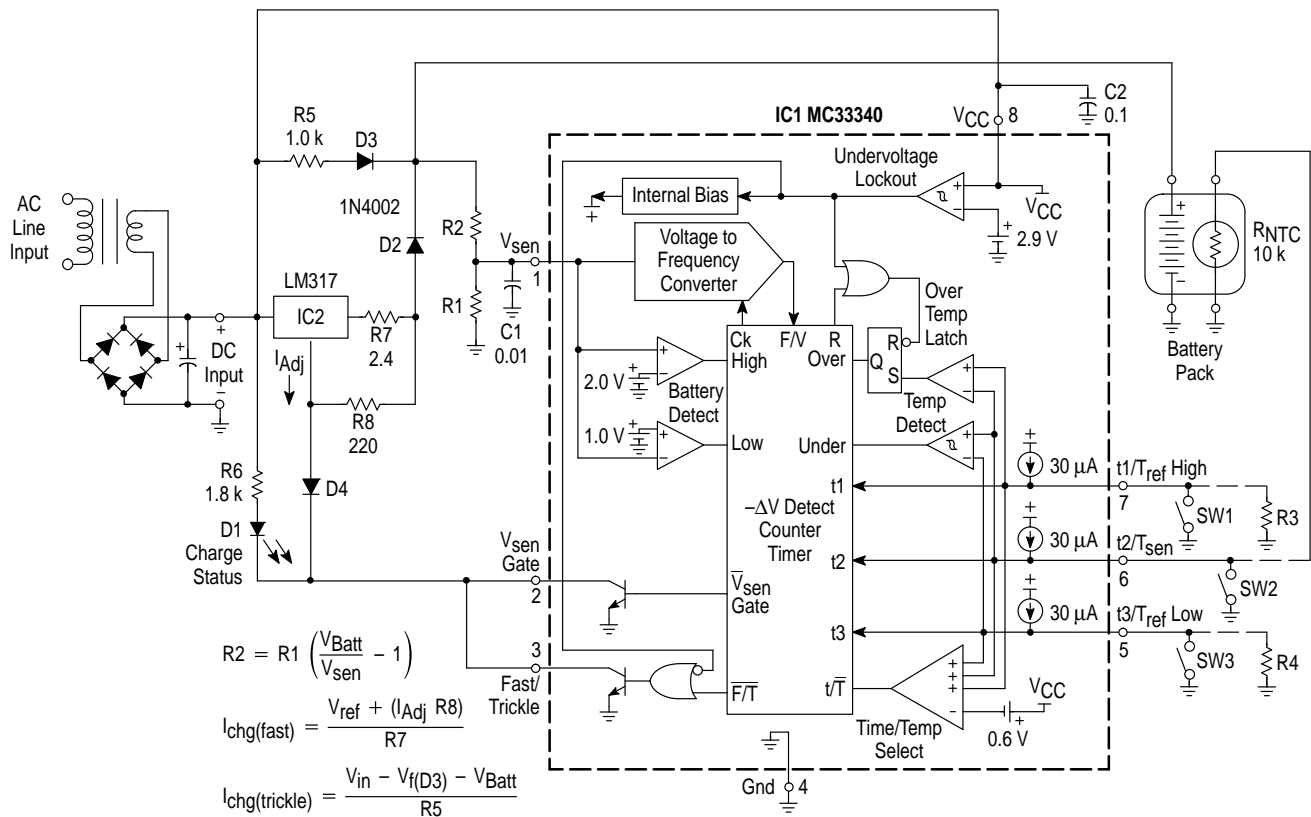 IC1 MC33340
R5
1.0 k
D3
C2
0.1
VCC
8
Undervoltage
Lockout
AC
Line
Input
1N4002
Internal Bias
VCC
R2
D2
Vsen
1
Voltage to
Frequency
Converter
2.9 V
RNTC
10 k
LM317
IC2
R1
R7
2.4
C1
0.01
Over
Temp
Latch
Ck
F/V
R
High
Over
R
Q
S
Battery
Pack
+
DC
Input
−
IAdj
2.0 V
Battery
Detect
Temp
Detect
R8
220
1.0 V
Low
Under
30 μA
t1/Tref High
7
t1
R6
1.8 k
D4
−ΔV Detect
Counter
Timer
SW1
R3
D1
Charge
Status
Vsen
Gate
2
30 μA
t2/Tsen
6
t2
V̅sen
Gate
SW2
30 μA
t3/Tref Low
5
t3
R2 = R1 (VBatt/Vsen − 1)
3
Fast/
Trickle
F̅/̅T̅
t/T̅
SW3
R4
VCC
Ichg(fast) = Vref + (IAdj R8)
R7
Time/Temp
Select
0.6 V
Ichg(trickle) = Vin − Vf(D3) − VBatt
R5
Gnd
4